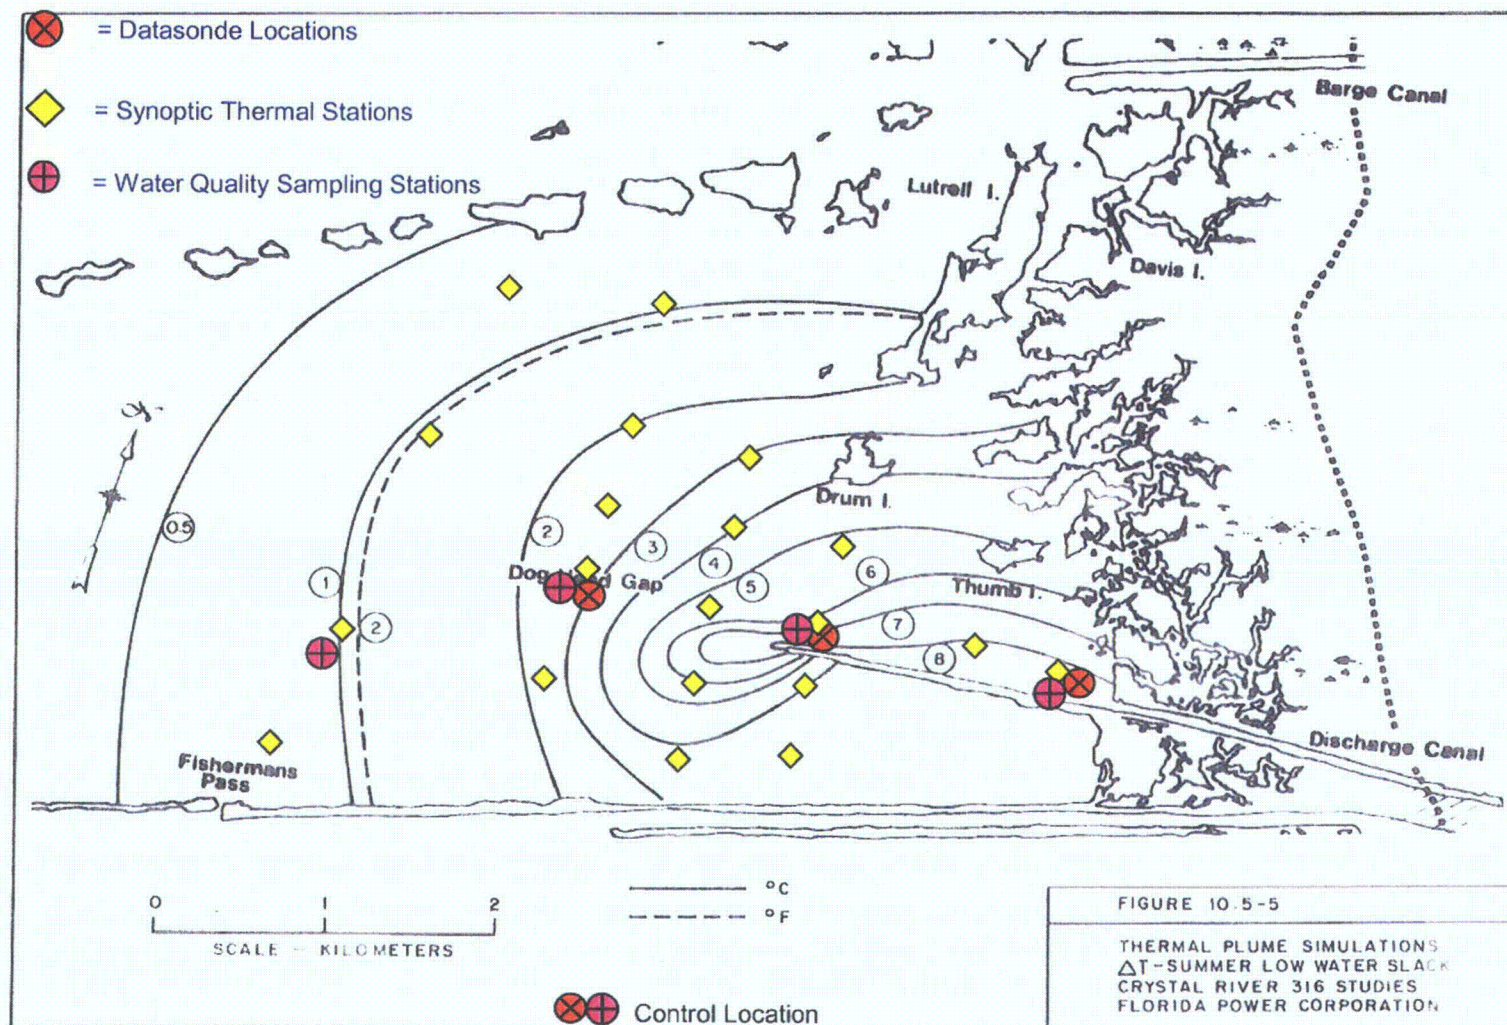 = Datasonde Locations
= Synoptic Thermal Stations
= Water Quality Sampling Stations
Barge Canal
Lutrell I.
Davis I.
Drum I.
0.5
1
2
2
3
4
5
6
7
8
Gap
Thumb I.
Fishermans
Pass
Discharge Canal
0 1 2
SCALE - KILOMETERS
°C
°F
Control Location
FIGURE 10.5-5
THERMAL PLUME SIMULATIONS
ΔT-SUMMER LOW WATER SLACK
CRYSTAL RIVER 316 STUDIES
FLORIDA POWER CORPORATION